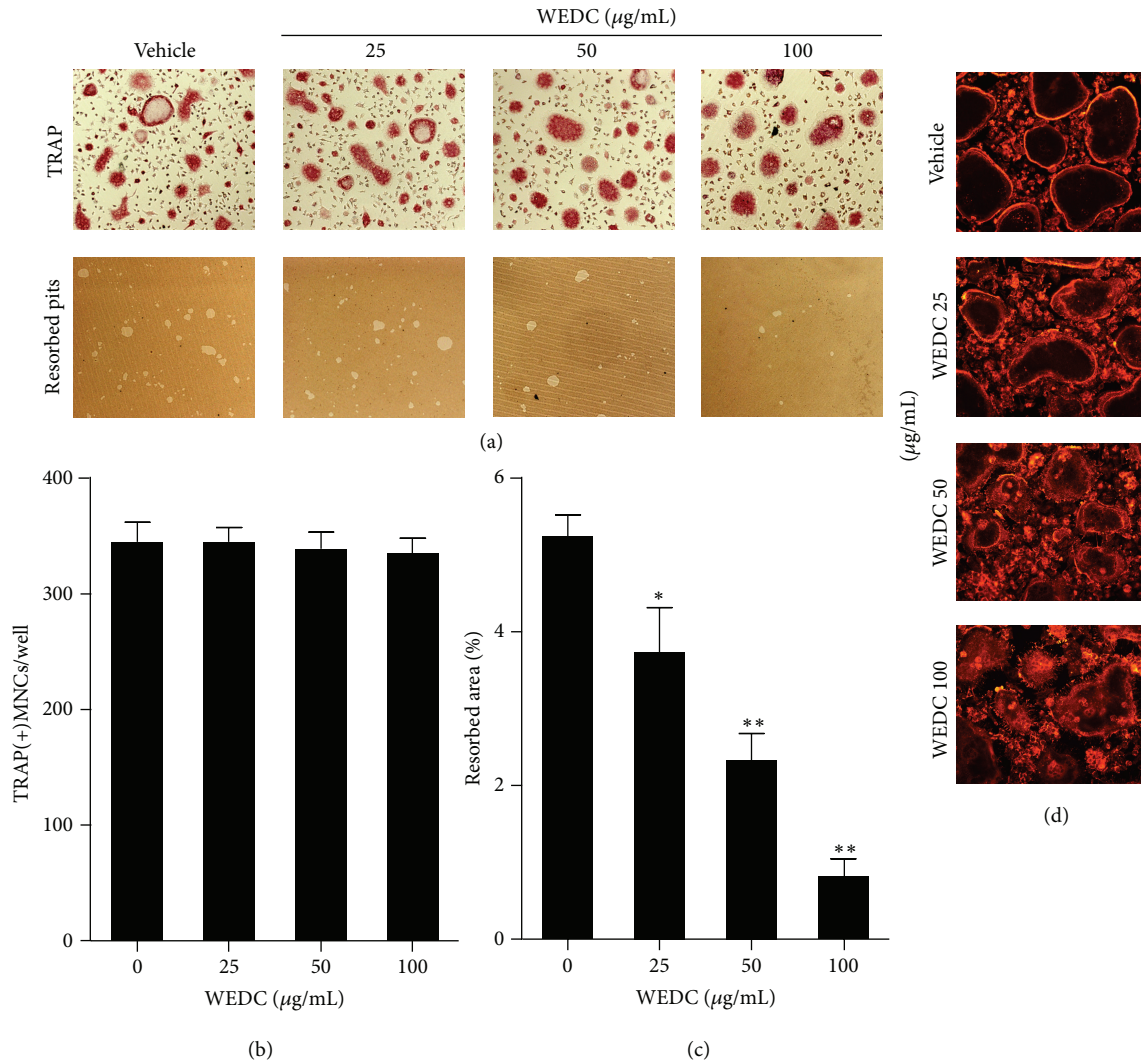 WEDC (μg/mL)
Vehicle 25 50 100
TRAP
Resorbed pits
(a)
400
300
200
100
0
TRAP(+)MNCs/well
0 25 50 100
WEDC (μg/mL)
(b)
6
4
2
0
Resorbed area (%)
*
**
**
0 25 50 100
WEDC (μg/mL)
(c)
Vehicle
WEDC 25
WEDC 50
WEDC 100
(μg/mL)
(d)